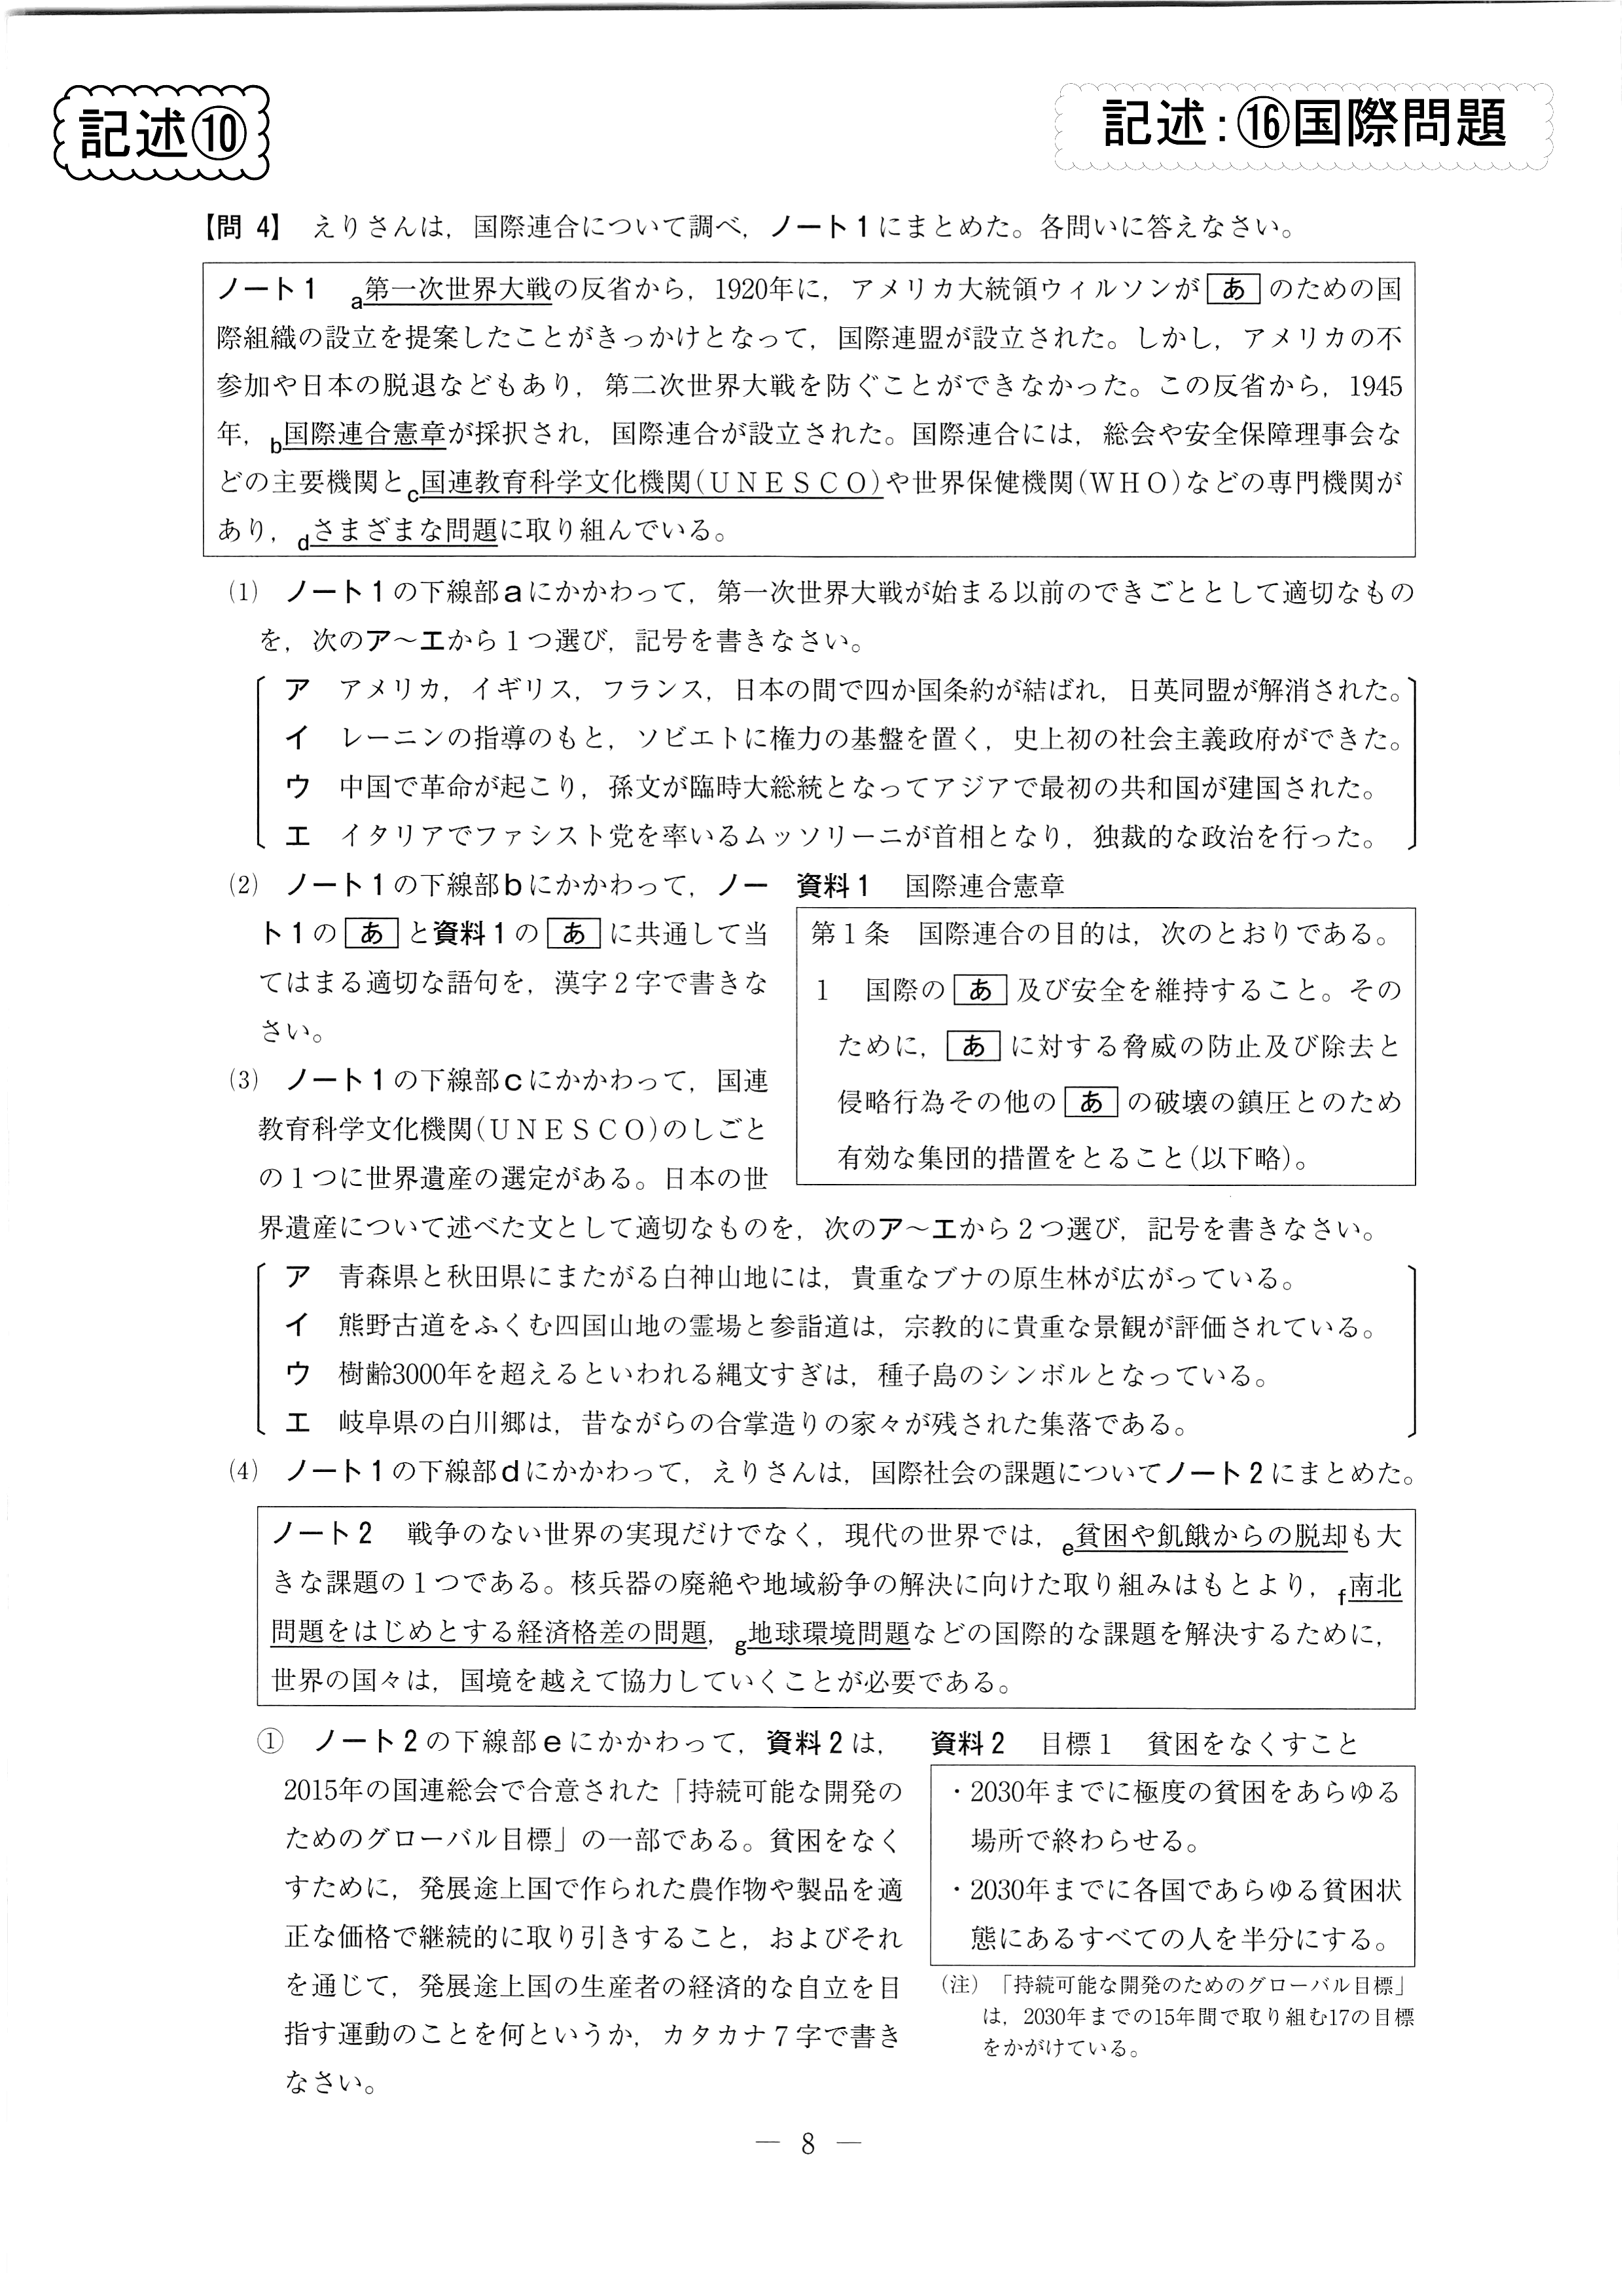 記述⑩
記述:⑯国際問題
【問 4】 えりさんは，国際連合について調べ，ノート1にまとめた。各問いに答えなさい。
ノート1 a第一次世界大戦の反省から，1920年に，アメリカ大統領ウィルソンが あ のための国
際組織の設立を提案したことがきっかけとなって，国際連盟が設立された。しかし，アメリカの不
参加や日本の脱退などもあり，第二次世界大戦を防ぐことができなかった。この反省から，1945
年，b国際連合憲章が採択され，国際連合が設立された。国際連合には，総会や安全保障理事会な
どの主要機関とc国連教育科学文化機関(UNESCO)や世界保健機関(WHO)などの専門機関が
あり，dさまざまな問題に取り組んでいる。
(1) ノート1の下線部aにかかわって，第一次世界大戦が始まる以前のできごととして適切なもの
を，次のア～エから1つ選び，記号を書きなさい。
ア アメリカ，イギリス，フランス，日本の間で四か国条約が結ばれ，日英同盟が解消された。
イ レーニンの指導のもと，ソビエトに権力の基盤を置く，史上初の社会主義政府ができた。
ウ 中国で革命が起こり，孫文が臨時大総統となってアジアで最初の共和国が建国された。
エ イタリアでファシスト党を率いるムッソリーニが首相となり，独裁的な政治を行った。
(2) ノート1の下線部bにかかわって，ノー
ト1の あ と資料1の あ に共通して当
てはまる適切な語句を，漢字2字で書きな
さい。
資料1 国際連合憲章
第1条 国際連合の目的は，次のとおりである。
1 国際の あ 及び安全を維持すること。その
ために， あ に対する脅威の防止及び除去と
侵略行為その他の あ の破壊の鎮圧とのため
有効な集団的措置をとること(以下略)。
(3) ノート1の下線部cにかかわって，国連
教育科学文化機関(UNESCO)のしごと
の1つに世界遺産の選定がある。日本の世
界遺産について述べた文として適切なものを，次のア～エから2つ選び，記号を書きなさい。
ア 青森県と秋田県にまたがる白神山地には，貴重なブナの原生林が広がっている。
イ 熊野古道をふくむ四国山地の霊場と参詣道は，宗教的に貴重な景観が評価されている。
ウ 樹齢3000年を超えるといわれる縄文すぎは，種子島のシンボルとなっている。
エ 岐阜県の白川郷は，昔ながらの合掌造りの家々が残された集落である。
(4) ノート1の下線部dにかかわって，えりさんは，国際社会の課題についてノート2にまとめた。
ノート2 戦争のない世界の実現だけでなく，現代の世界では，e貧困や飢餓からの脱却も大
きな課題の1つである。核兵器の廃絶や地域紛争の解決に向けた取り組みはもとより，f南北
問題をはじめとする経済格差の問題，g地球環境問題などの国際的な課題を解決するために，
世界の国々は，国境を越えて協力していくことが必要である。
① ノート2の下線部eにかかわって，資料2は，
2015年の国連総会で合意された「持続可能な開発の
ためのグローバル目標」の一部である。貧困をなく
すために，発展途上国で作られた農作物や製品を適
正な価格で継続的に取り引きすること，およびそれ
を通じて，発展途上国の生産者の経済的な自立を目
指す運動のことを何というか，カタカナ7字で書き
なさい。
資料2 目標1 貧困をなくすこと
・2030年までに極度の貧困をあらゆる
場所で終わらせる。
・2030年までに各国であらゆる貧困状
態にあるすべての人を半分にする。
(注) 「持続可能な開発のためのグローバル目標」
は，2030年までの15年間で取り組む17の目標
をかかげている。
— 8 —